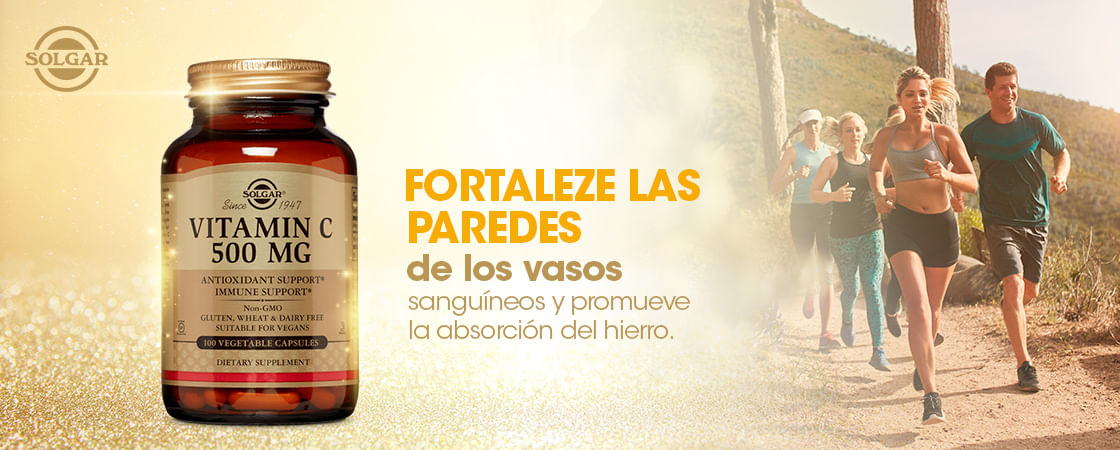 SOLGAR
SOLGAR®
Since 1947
VITAMIN C
500 MG
ANTIOXIDANT SUPPORT*
IMMUNE SUPPORT*
Non-GMO
GLUTEN, WHEAT & DAIRY FREE
SUITABLE FOR VEGANS
100 VEGETABLE CAPSULES
DIETARY SUPPLEMENT
FORTALEZE LAS
PAREDES
de los vasos
sanguíneos y promueve
la absorción del hierro.